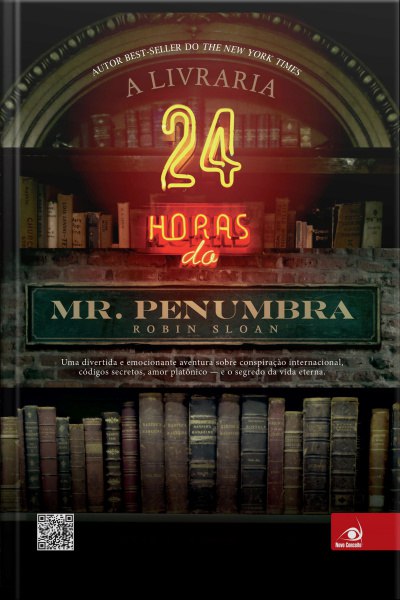 AUTOR BEST-SELLER DO THE NEW YORK TIMES
A LIVRARIA
24
HORAS
do
MR. PENUMBRA
ROBIN SLOAN
Uma divertida e emocionante aventura sobre conspiração internacional,
códigos secretos, amor platônico — e o segredo da vida eterna.
Novo Conceito